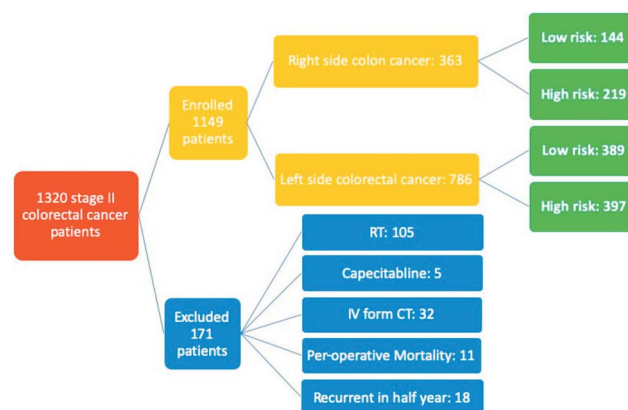 1320 stage II
colorectal cancer
patients
Enrolled
1149
patients
Right side colon cancer: 363
Low risk: 144
High risk: 219
Left side colorectal cancer: 786
Low risk: 389
High risk: 397
Excluded
171
patients
RT: 105
Capecitabline: 5
IV form CT: 32
Per-operative Mortality: 11
Recurrent in half year: 18